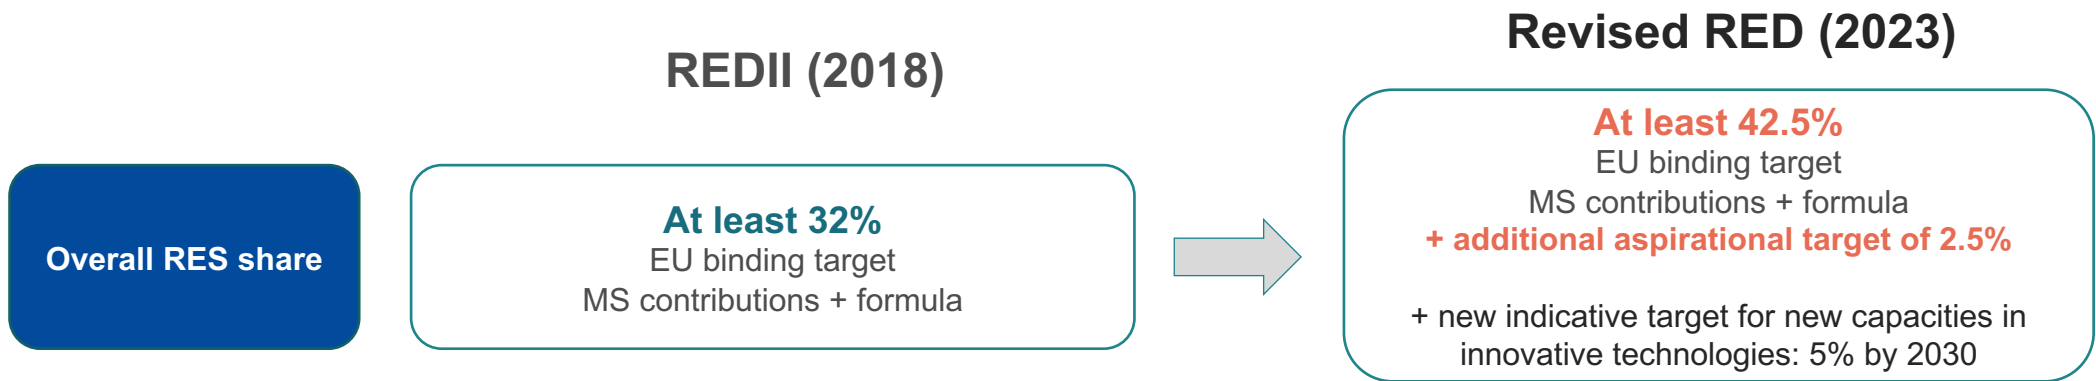 REDII (2018)
Revised RED (2023)
Overall RES share
At least 32%
EU binding target
MS contributions + formula
At least 42.5%
EU binding target
MS contributions + formula
+ additional aspirational target of 2.5%
+ new indicative target for new capacities in
innovative technologies: 5% by 2030